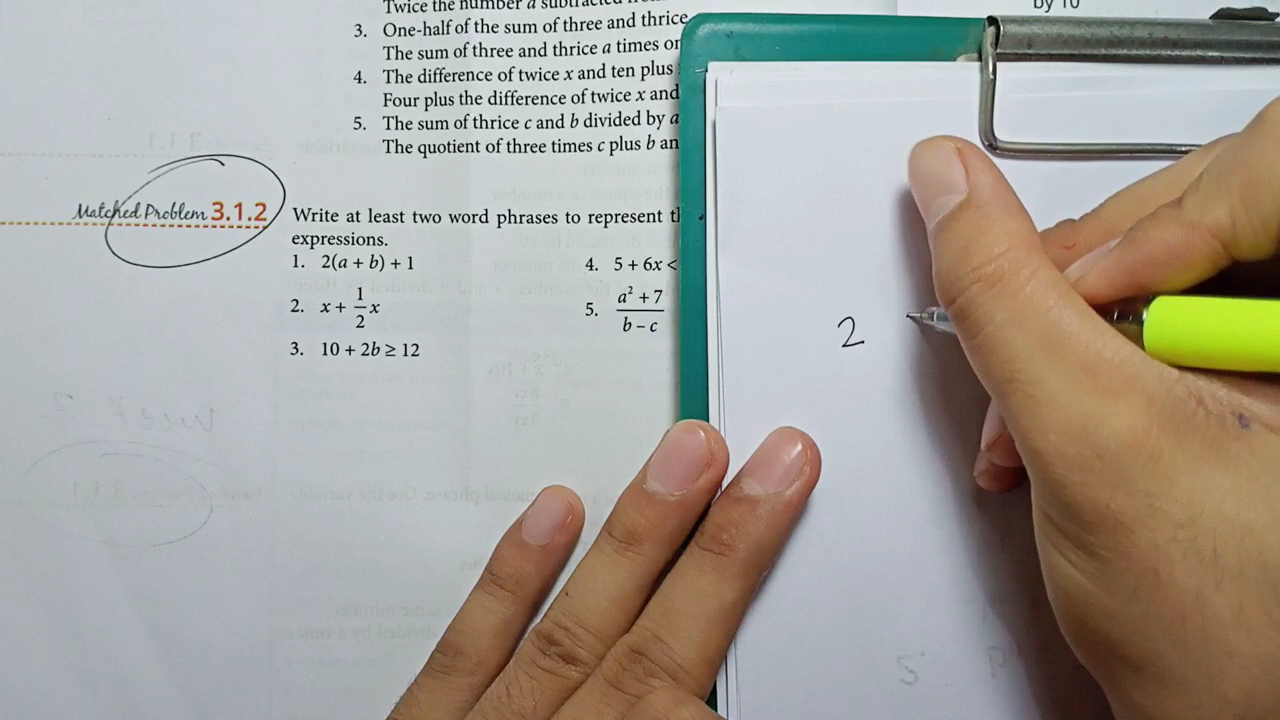 Twice the number a subtracted
by 10
3. One-half of the sum of three and thrice
The sum of three and thrice a times
4. The difference of twice x and ten plus
Four plus the difference of twice x and
5. The sum of thrice c and b divided by a
The quotient of three times c plus b an
Matched Problem 3.1.2
Write at least two word phrases to represent
expressions.
1. 2(a + b) + 1
2. x + 1/2 x
3. 10 + 2b ≥ 12
4. 5 + 6x <
5. (a² + 7)/(b – c)
2